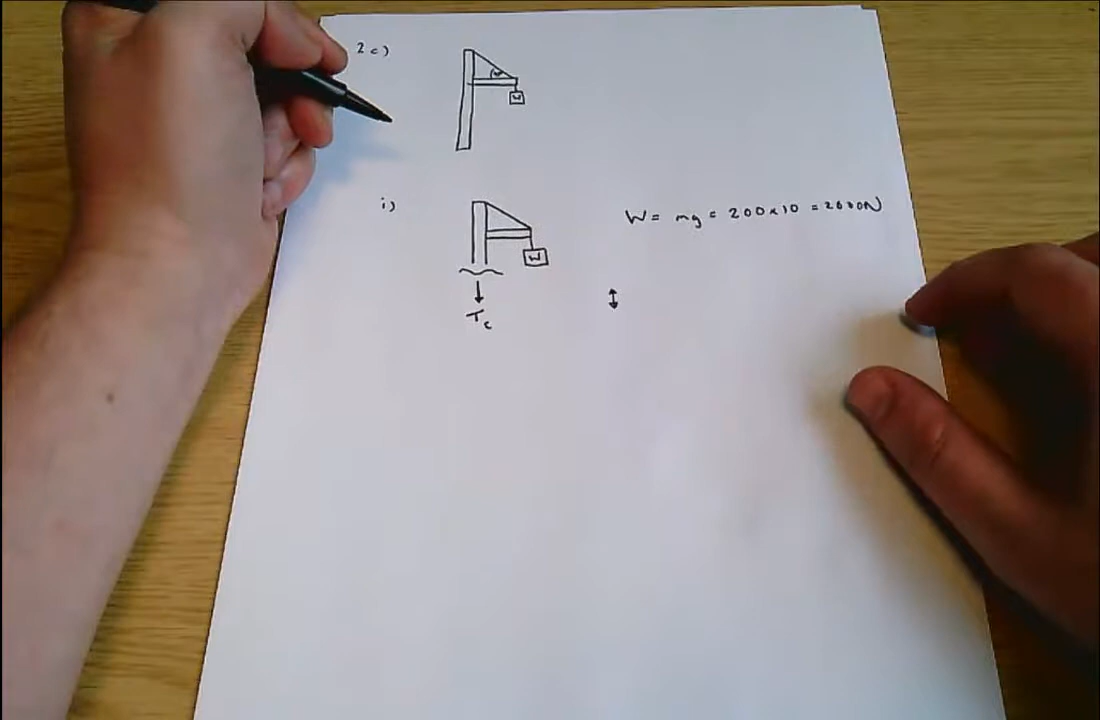 2c)
W
i)
W = mg = 200 x 10 = 2000N
W
↕
Tc